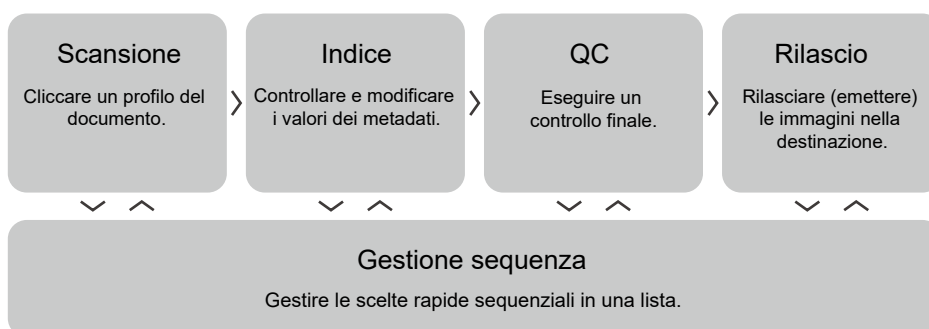 Scansione
Cliccare un profilo del
documento.
Indice
Controllare e modificare
i valori dei metadati.
QC
Eseguire un
controllo finale.
Rilascio
Rilasciare (emettere)
le immagini nella
destinazione.
Gestione sequenza
Gestire le scelte rapide sequenziali in una lista.